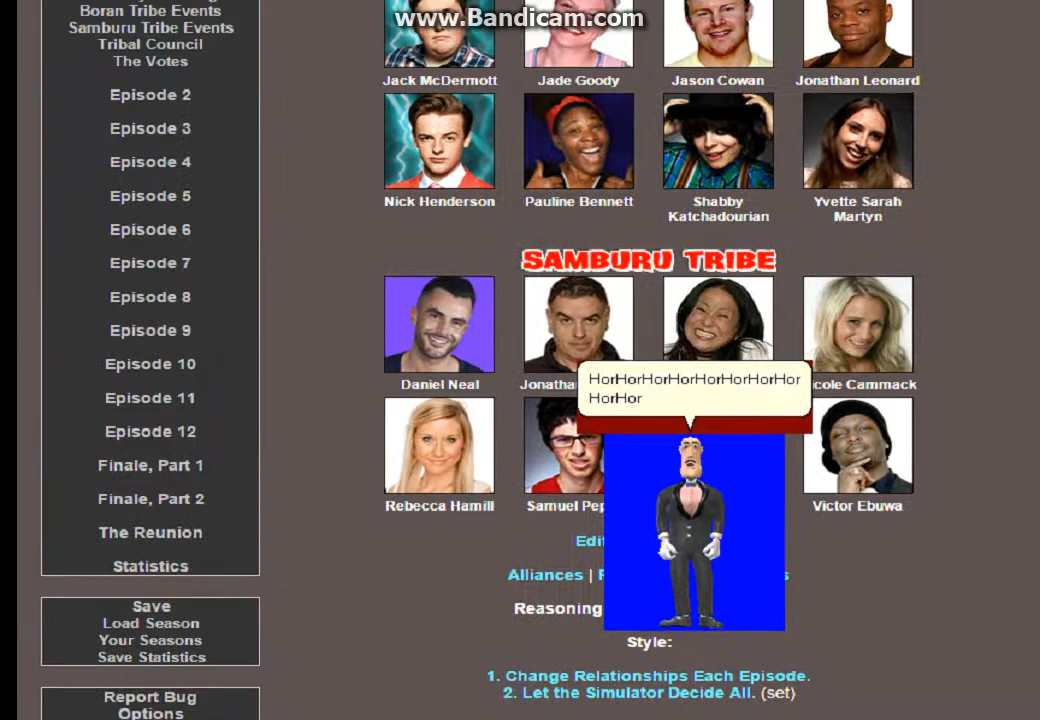 www.Bandicam.com
Boran Tribe Events
Samburu Tribe Events
Tribal Council
The Votes
Episode 2
Episode 3
Episode 4
Episode 5
Episode 6
Episode 7
Episode 8
Episode 9
Episode 10
Episode 11
Episode 12
Finale, Part 1
Finale, Part 2
The Reunion
Statistics
Save
Load Season
Your Seasons
Save Statistics
Report Bug
Options
Jack McDermott
Jade Goody
Jason Cowan
Jonathan Leonard
Nick Henderson
Pauline Bennett
Shabby
Katchadourian
Yvette Sarah
Martyn
SAMBURU TRIBE
Daniel Neal
Cammack
HorHorHorHorHorHorHorHor
HorHor
Rebecca Hamill
Samuel
Victor Ebuwa
Alliances |
Reasoning
Style:
1. Change Relationships Each Episode.
2. Let the Simulator Decide All. (set)